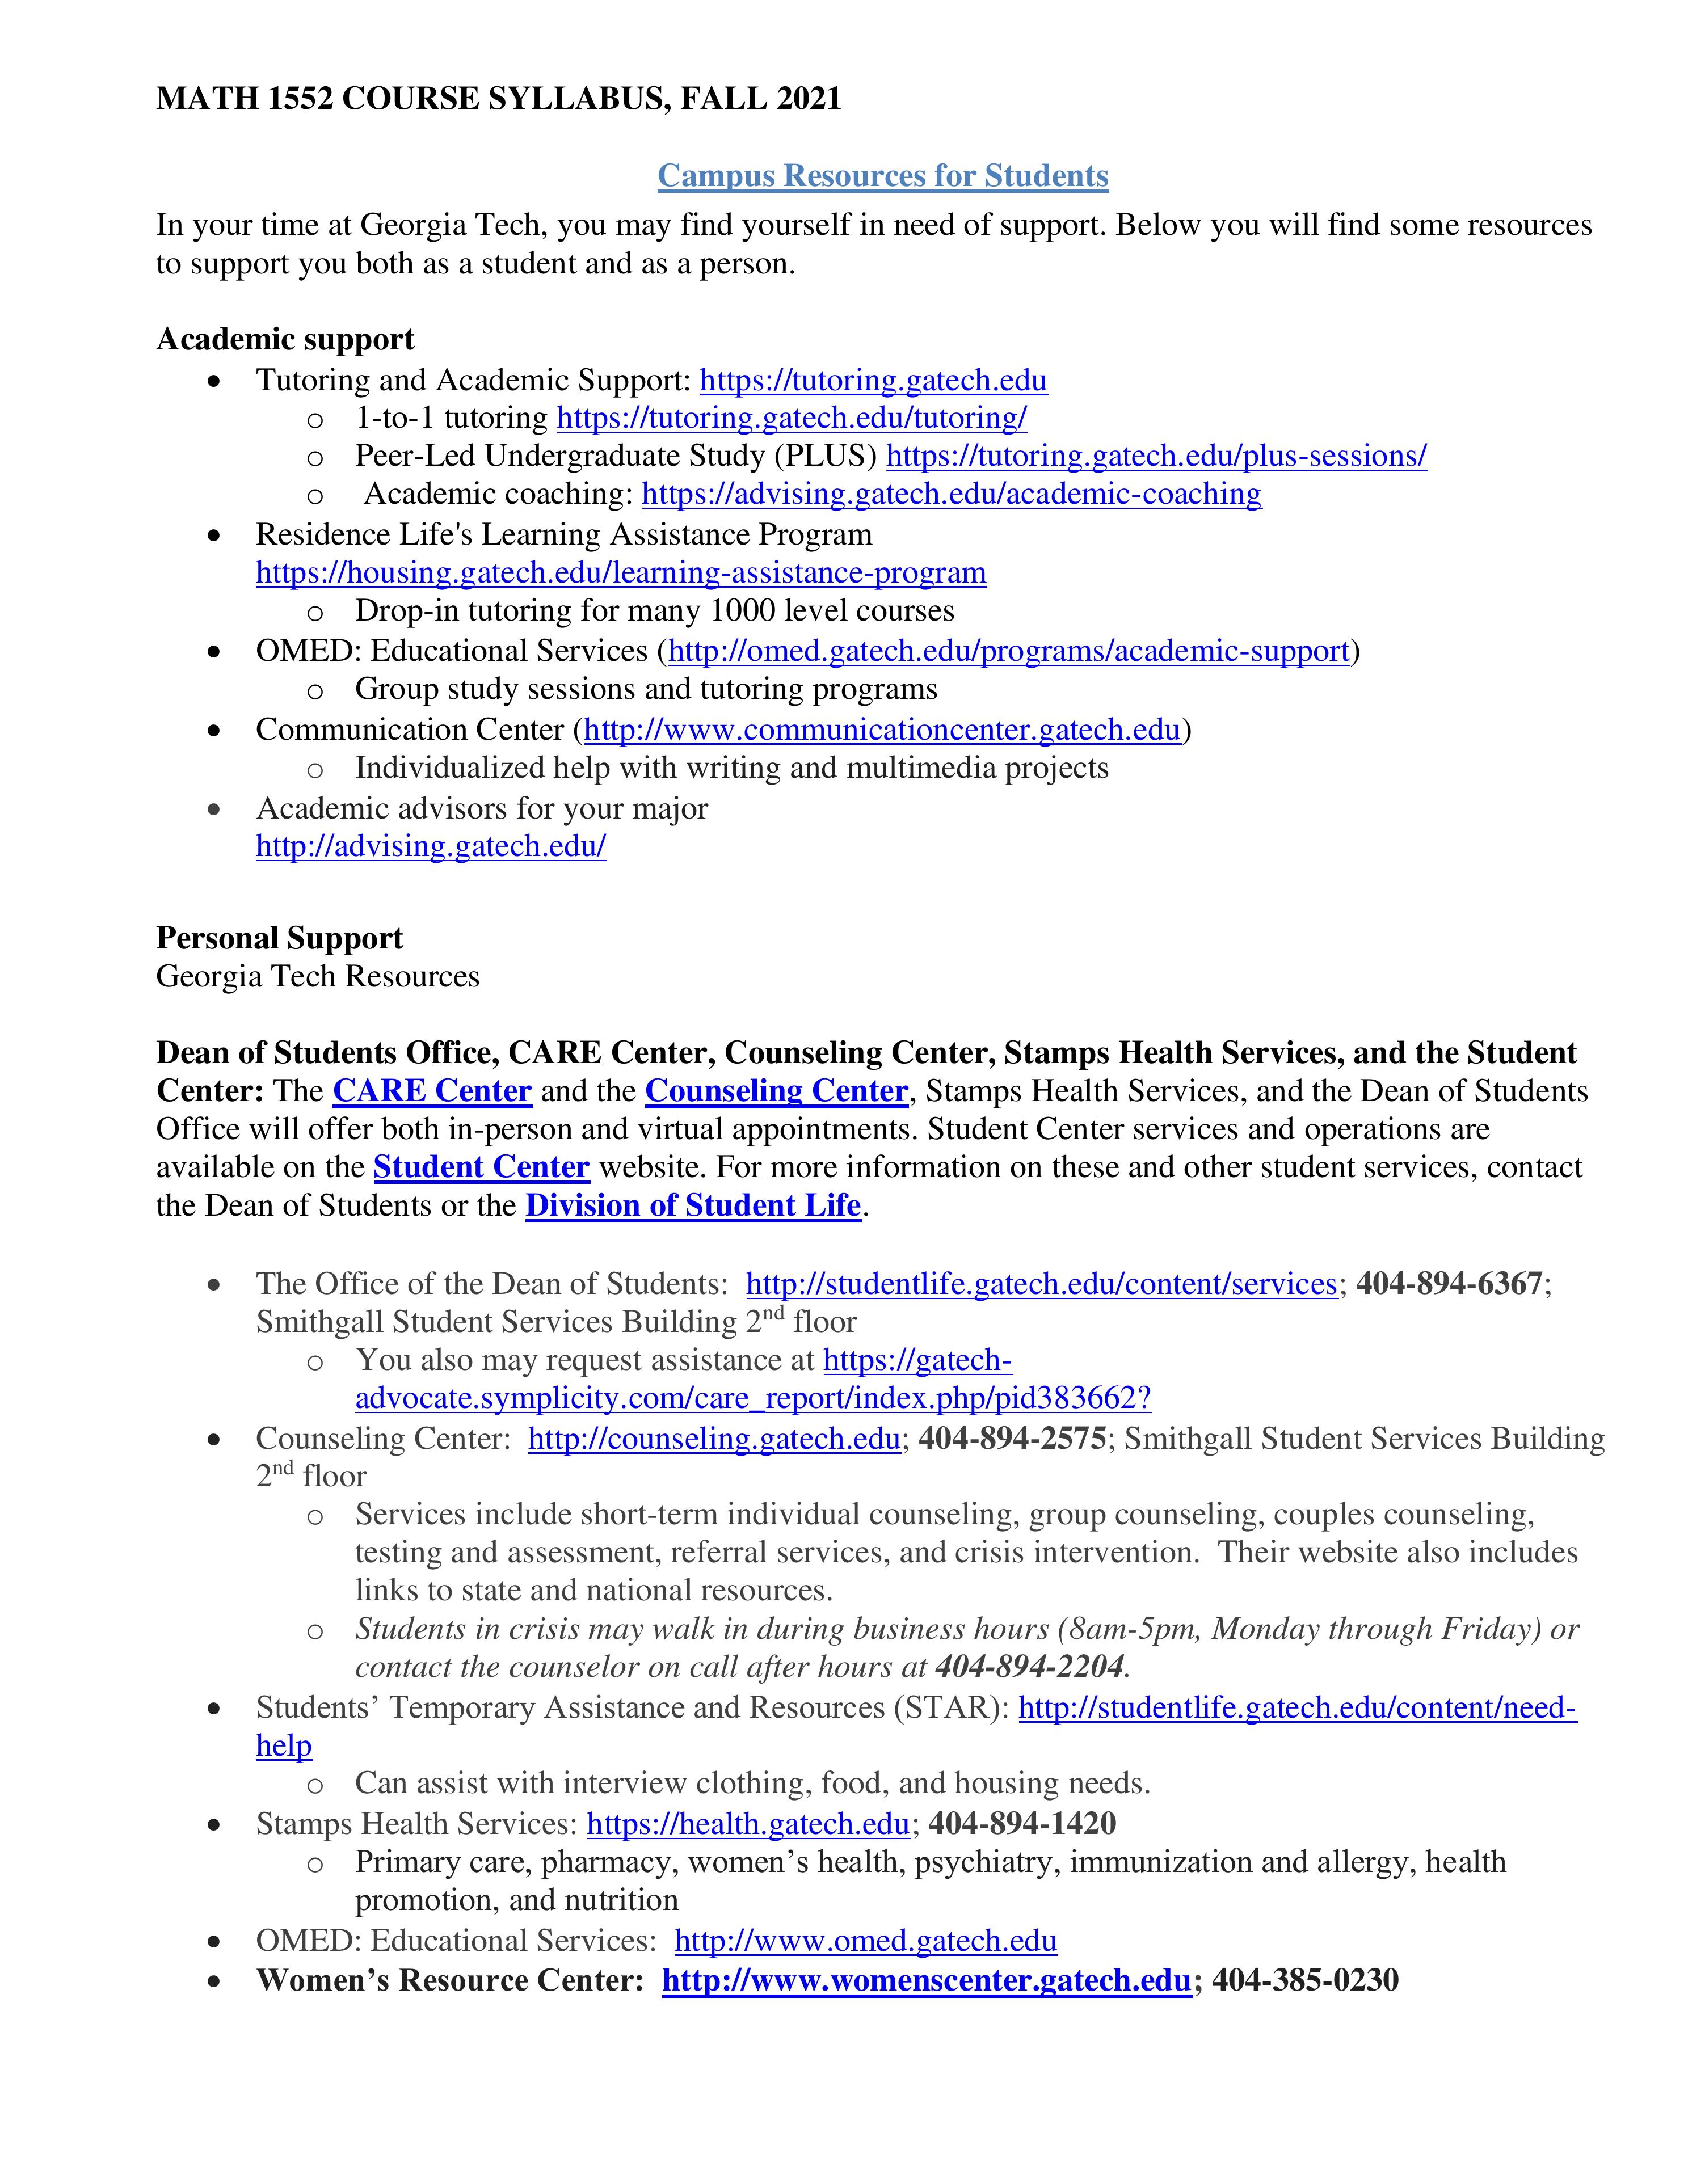 MATH 1552 COURSE SYLLABUS, FALL 2021
Campus Resources for Students
In your time at Georgia Tech, you may find yourself in need of support. Below you will find some resources
to support you both as a student and as a person.
Academic support
• Tutoring and Academic Support: https://tutoring.gatech.edu
o 1-to-1 tutoring https://tutoring.gatech.edu/tutoring/
o Peer-Led Undergraduate Study (PLUS) https://tutoring.gatech.edu/plus-sessions/
o Academic coaching: https://advising.gatech.edu/academic-coaching
• Residence Life's Learning Assistance Program
https://housing.gatech.edu/learning-assistance-program
o Drop-in tutoring for many 1000 level courses
• OMED: Educational Services (http://omed.gatech.edu/programs/academic-support)
o Group study sessions and tutoring programs
• Communication Center (http://www.communicationcenter.gatech.edu)
o Individualized help with writing and multimedia projects
• Academic advisors for your major
http://advising.gatech.edu/
Personal Support
Georgia Tech Resources
Dean of Students Office, CARE Center, Counseling Center, Stamps Health Services, and the Student
Center: The CARE Center and the Counseling Center, Stamps Health Services, and the Dean of Students
Office will offer both in-person and virtual appointments. Student Center services and operations are
available on the Student Center website. For more information on these and other student services, contact
the Dean of Students or the Division of Student Life.
• The Office of the Dean of Students: http://studentlife.gatech.edu/content/services; 404-894-6367;
Smithgall Student Services Building 2nd floor
o You also may request assistance at https://gatech-
advocate.symplicity.com/care_report/index.php/pid383662?
• Counseling Center: http://counseling.gatech.edu; 404-894-2575; Smithgall Student Services Building
2nd floor
o Services include short-term individual counseling, group counseling, couples counseling,
testing and assessment, referral services, and crisis intervention. Their website also includes
links to state and national resources.
o Students in crisis may walk in during business hours (8am-5pm, Monday through Friday) or
contact the counselor on call after hours at 404-894-2204.
• Students’ Temporary Assistance and Resources (STAR): http://studentlife.gatech.edu/content/need-
help
o Can assist with interview clothing, food, and housing needs.
• Stamps Health Services: https://health.gatech.edu; 404-894-1420
o Primary care, pharmacy, women’s health, psychiatry, immunization and allergy, health
promotion, and nutrition
• OMED: Educational Services: http://www.omed.gatech.edu
• Women’s Resource Center: http://www.womenscenter.gatech.edu; 404-385-0230